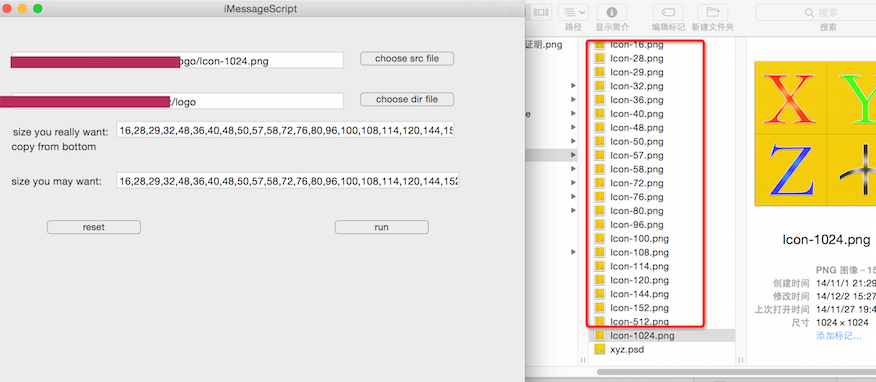 iMessageScript
ogo/Icon-1024.png
choose src file
/logo
choose dir file
size you really want:
copy from bottom
16,28,29,32,48,36,40,48,50,57,58,72,76,80,96,100,108,114,120,144,15
size you may want:
16,28,29,32,48,36,40,48,50,57,58,72,76,80,96,100,108,114,120,144,152
reset
run
路径
显示简介
编辑标记
新建文件夹
搜索
搜索
证明.png
Icon-16.png
Icon-28.png
Icon-29.png
Icon-32.png
Icon-36.png
Icon-40.png
Icon-48.png
Icon-50.png
Icon-57.png
Icon-58.png
Icon-72.png
Icon-76.png
Icon-80.png
Icon-96.png
Icon-100.png
Icon-108.png
Icon-114.png
Icon-120.png
Icon-144.png
Icon-152.png
Icon-512.png
Icon-1024.png
xyz.psd
X Y
Z
Icon-1024.png
PNG 图像 – 15
创建时间 14/11/1 21:29
修改时间 14/12/2 15:27
上次打开时间 14/11/27 19:4
尺寸 1024 × 1024
添加标记…